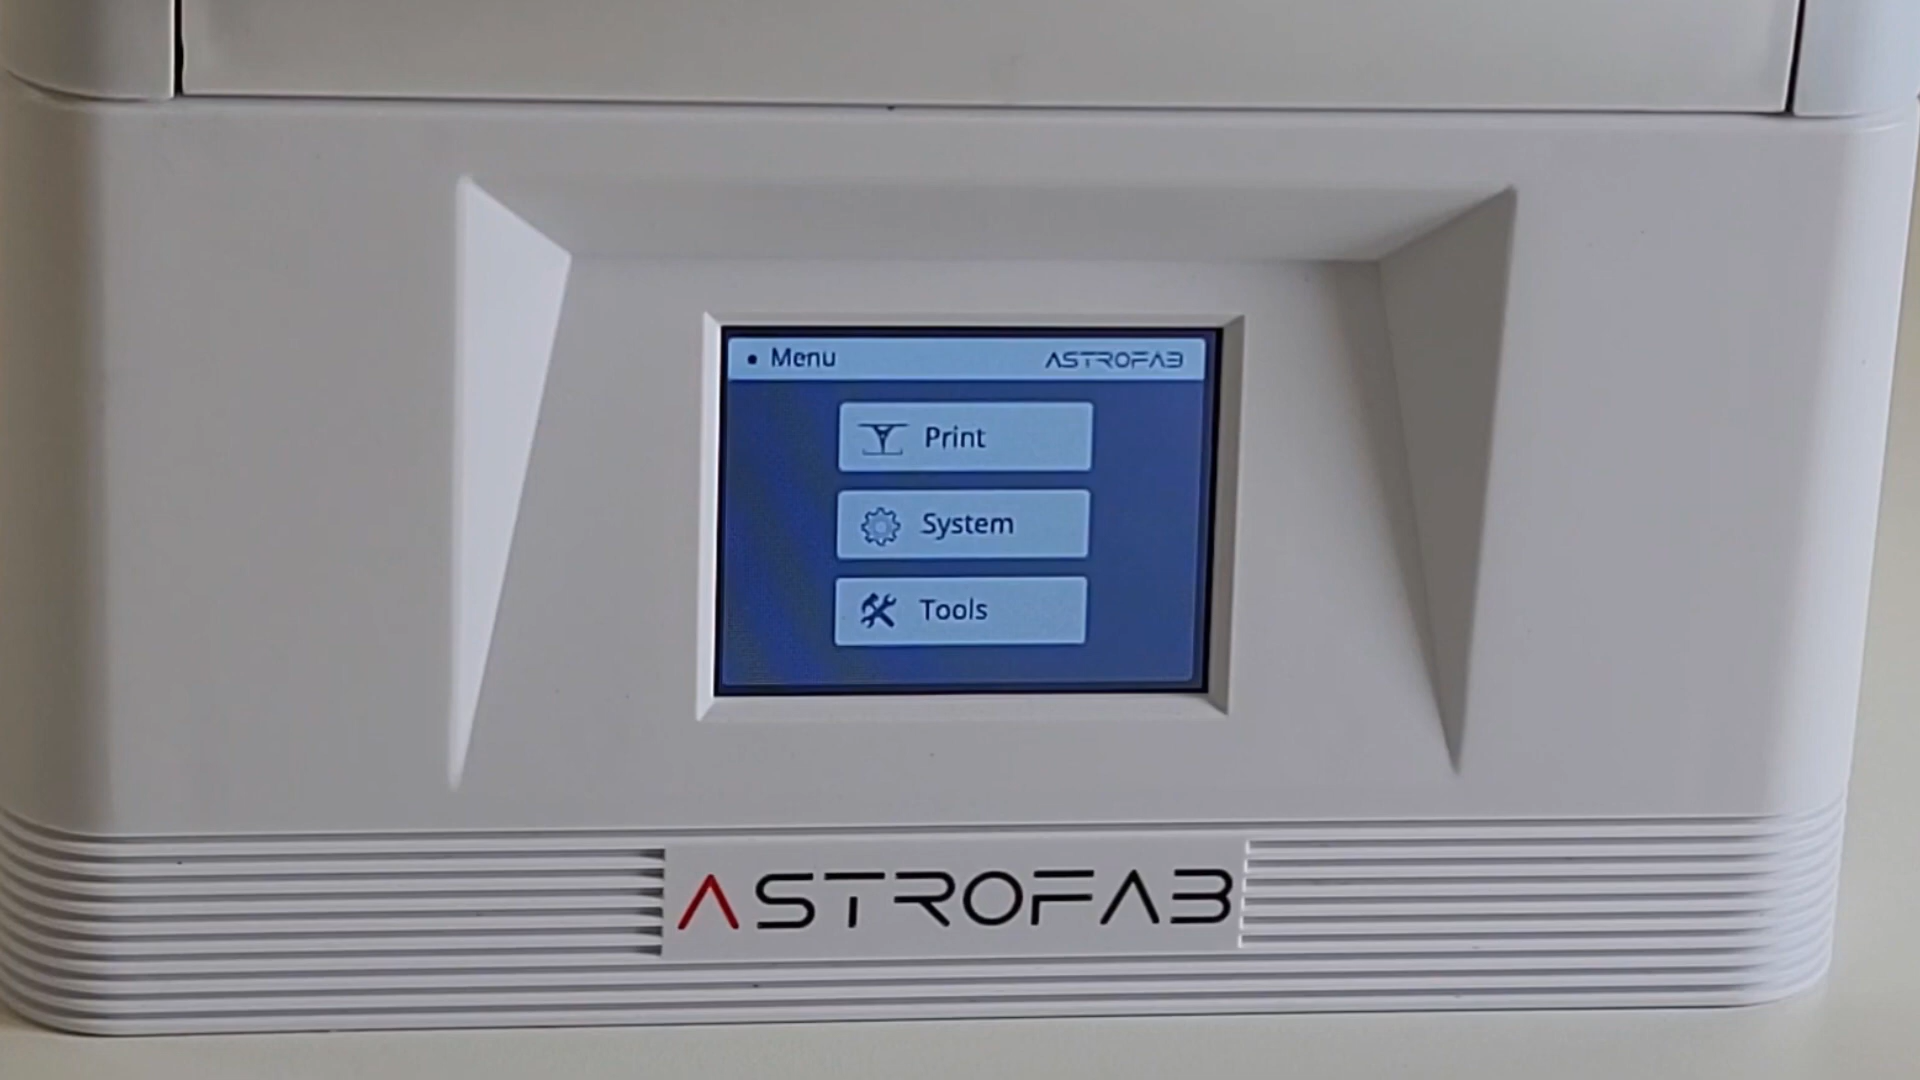 • Menu ASTROFAB
Print
System
Tools
ASTROFAB